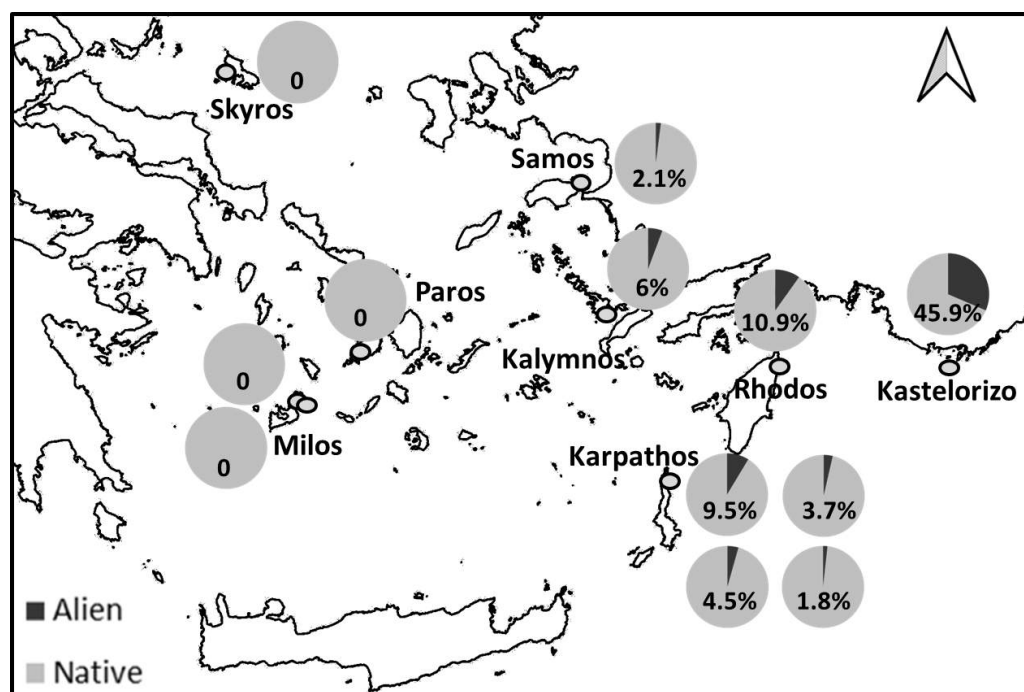 0
Skyros
Samos
2.1%
6%
Paros
0
45.9%
10.9%
Kalymnos
0
Rhodos
Kastelorizo
Milos
0
Karpathos
9.5%
3.7%
4.5%
1.8%
Alien
Native